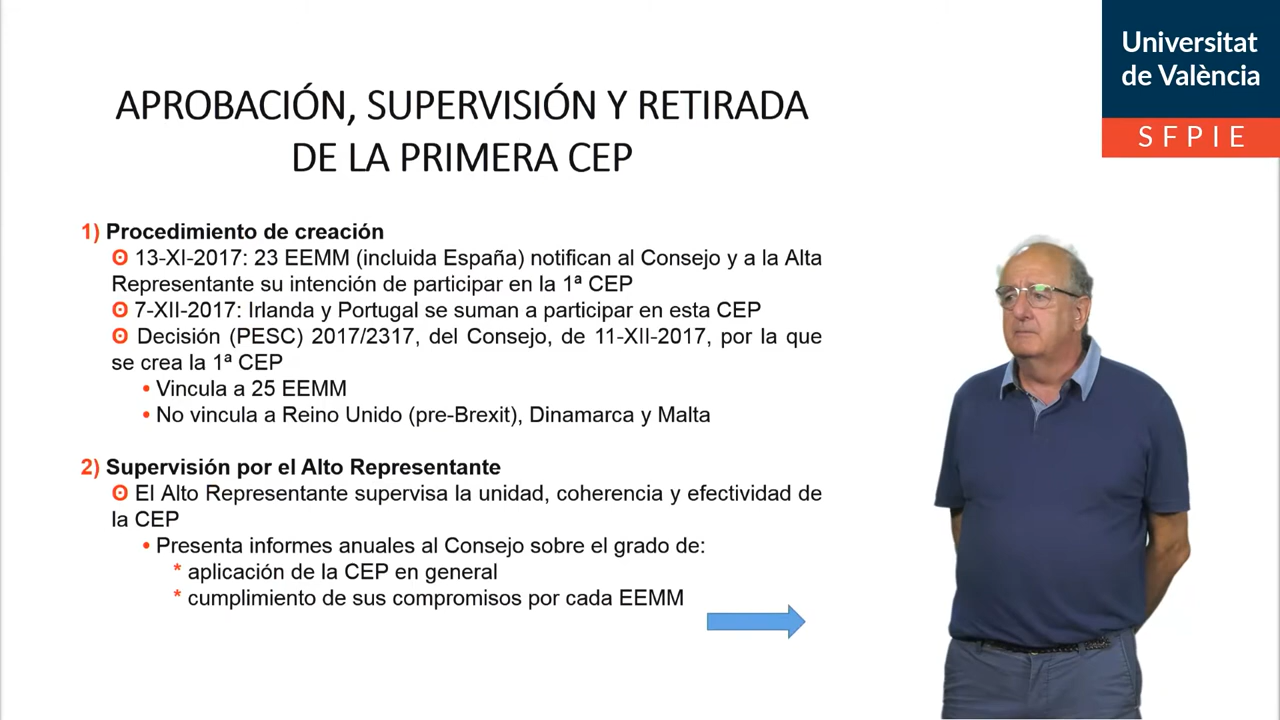 Universitat
de València
SFPIE
APROBACIÓN, SUPERVISIÓN Y RETIRADA
DE LA PRIMERA CEP
1) Procedimiento de creación
ʘ 13-XI-2017: 23 EEMM (incluida España) notifican al Consejo y a la Alta
Representante su intención de participar en la 1ª CEP
ʘ 7-XII-2017: Irlanda y Portugal se suman a participar en esta CEP
ʘ Decisión (PESC) 2017/2317, del Consejo, de 11-XII-2017, por la que
se crea la 1ª CEP
• Vincula a 25 EEMM
• No vincula a Reino Unido (pre-Brexit), Dinamarca y Malta
2) Supervisión por el Alto Representante
ʘ El Alto Representante supervisa la unidad, coherencia y efectividad de
la CEP
• Presenta informes anuales al Consejo sobre el grado de:
* aplicación de la CEP en general
* cumplimiento de sus compromisos por cada EEMM